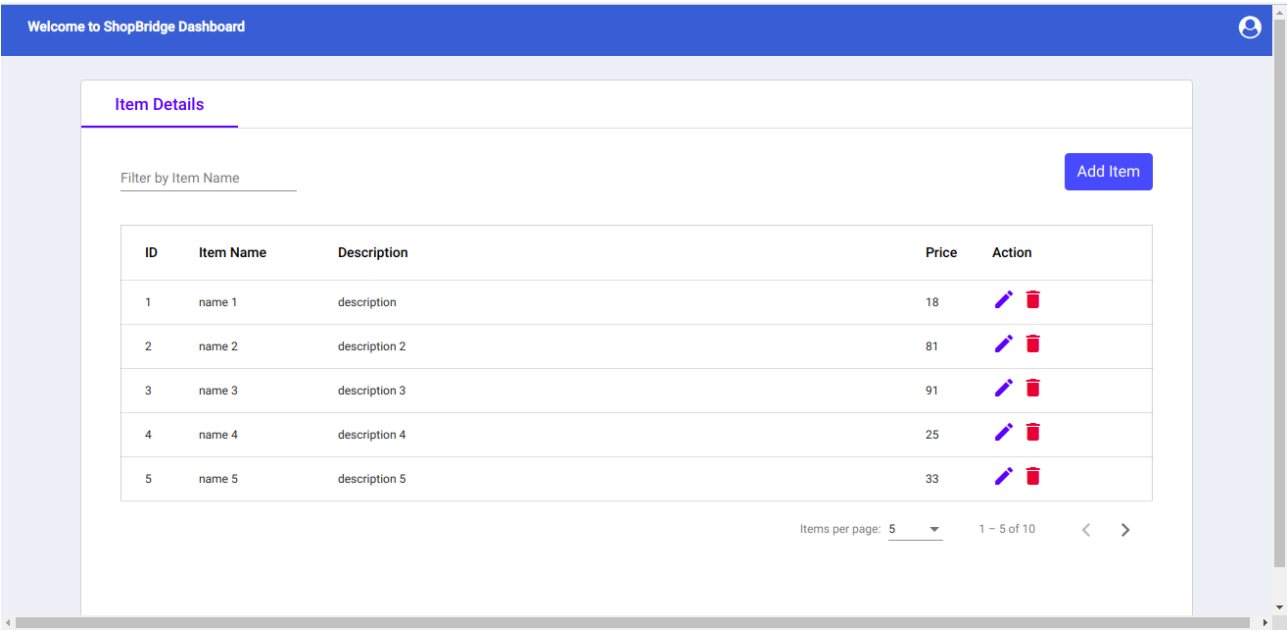 Welcome to ShopBridge Dashboard
Item Details
Filter by Item Name
Add Item
ID Item Name Description Price Action
1 name 1 description 18
2 name 2 description 2 81
3 name 3 description 3 91
4 name 4 description 4 25
5 name 5 description 5 33
Items per page: 5 1 – 5 of 10